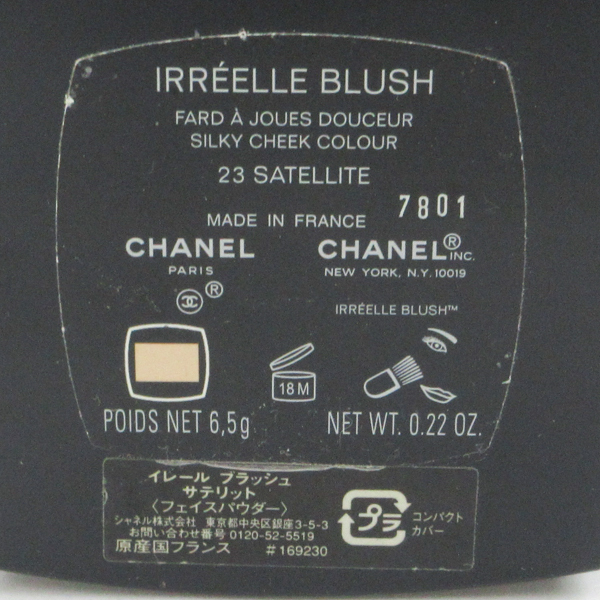 IRRÉELLE BLUSH
FARD À JOUES DOUCEUR
SILKY CHEEK COLOUR
23 SATELLITE
7801
MADE IN FRANCE
CHANEL
PARIS
®
CHANEL® INC.
NEW YORK, N.Y. 10019
IRRÉELLE BLUSH™
18 M
POIDS NET 6,5g
NET WT. 0.22 OZ.
イレール ブラッシュ
サテリット
〈フェイスパウダー〉
シャネル株式会社 東京都中央区銀座3-5-3
お問い合わせ番号 0120-52-5519
原産国フランス #169230
プラ
コンパクト
カバー